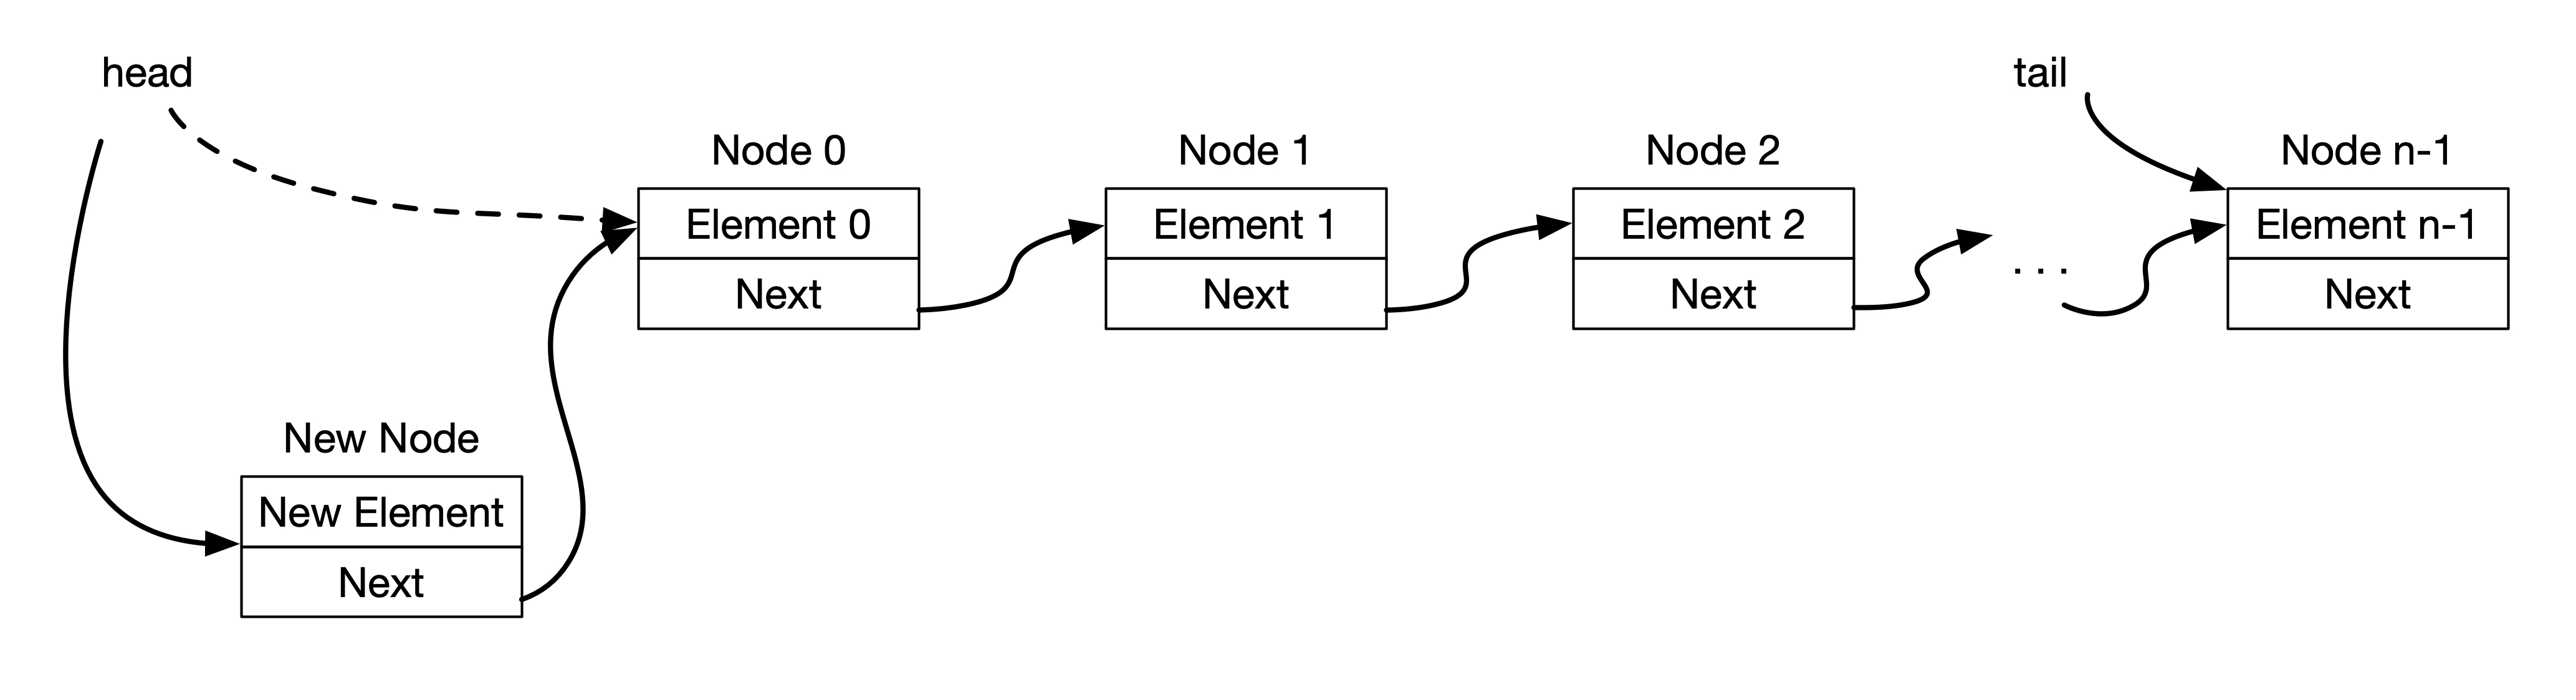 head
tail
Node 0
Node 1
Node 2
Node n-1
Element 0
Element 1
Element 2
. . .
Element n-1
Next
Next
Next
Next
New Node
New Element
Next